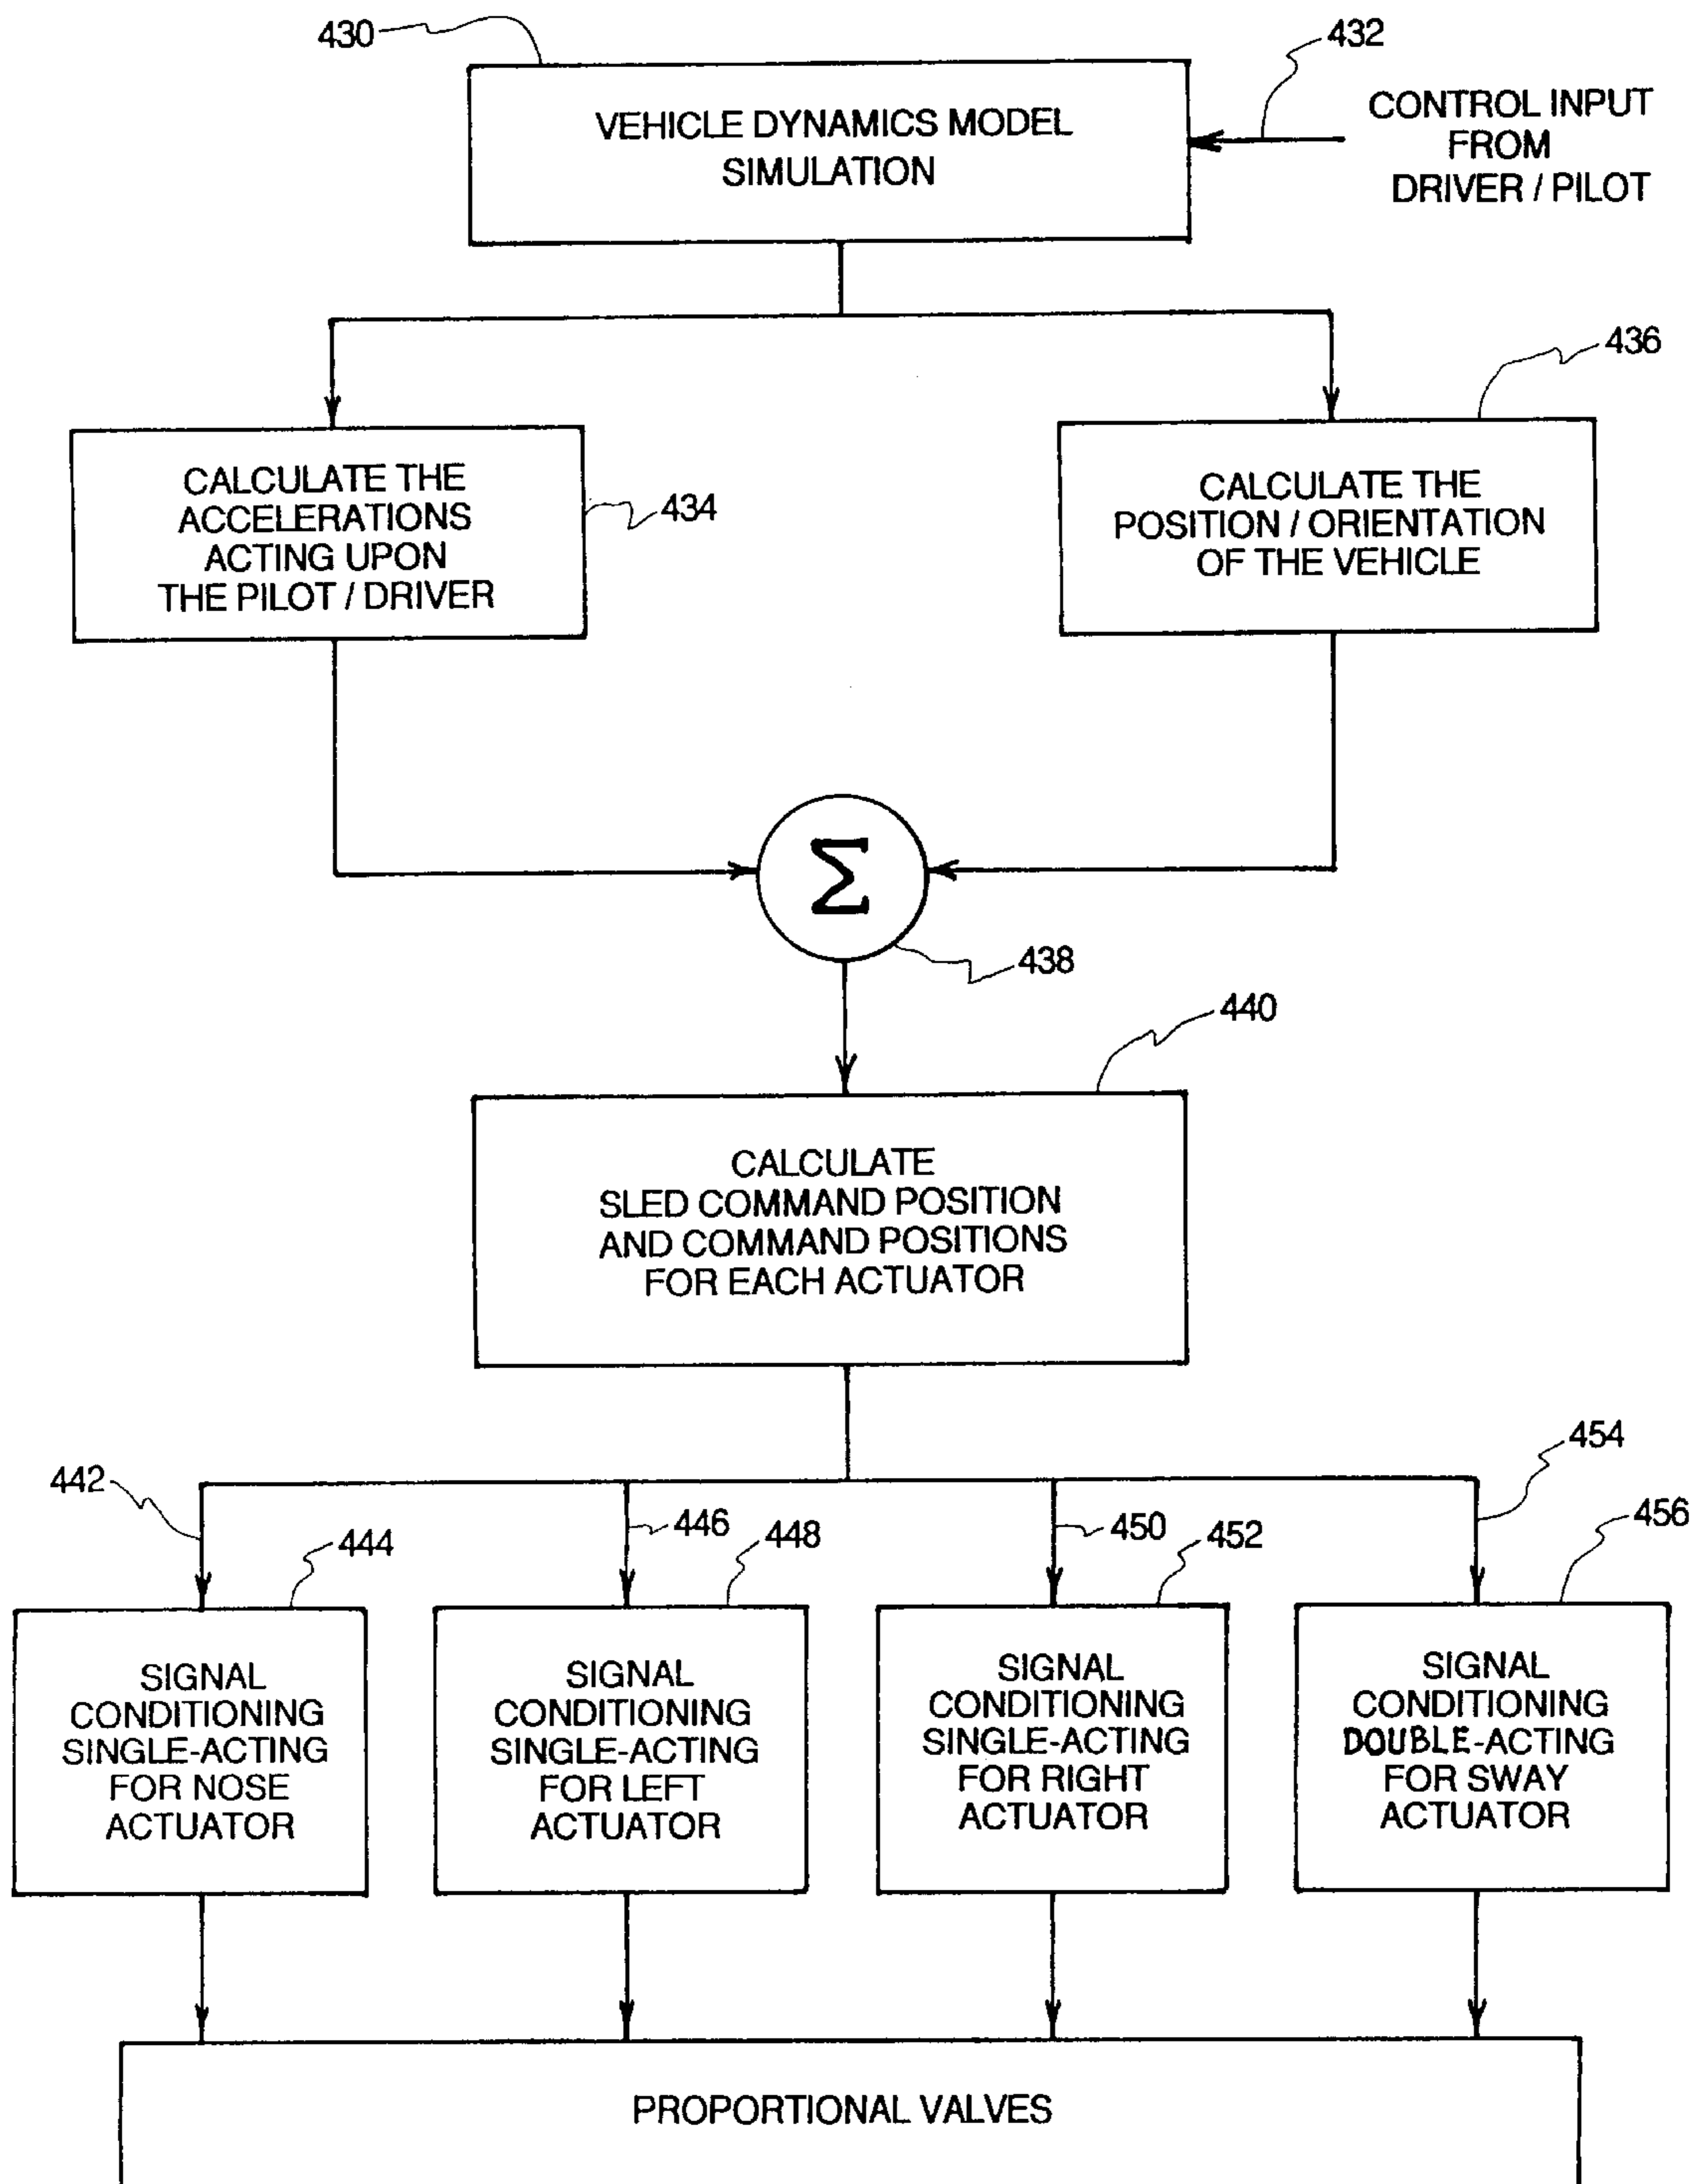 430
432
VEHICLE DYNAMICS MODEL
SIMULATION
CONTROL INPUT
FROM
DRIVER / PILOT
436
CALCULATE THE
ACCELERATIONS
ACTING UPON
THE PILOT / DRIVER
434
CALCULATE THE
POSITION / ORIENTATION
OF THE VEHICLE
Σ
438
440
CALCULATE
SLED COMMAND POSITION
AND COMMAND POSITIONS
FOR EACH ACTUATOR
442
444
446
448
450
452
454
456
SIGNAL
CONDITIONING
SINGLE-ACTING
FOR NOSE
ACTUATOR
SIGNAL
CONDITIONING
SINGLE-ACTING
FOR LEFT
ACTUATOR
SIGNAL
CONDITIONING
SINGLE-ACTING
FOR RIGHT
ACTUATOR
SIGNAL
CONDITIONING
DOUBLE-ACTING
FOR SWAY
ACTUATOR
PROPORTIONAL VALVES